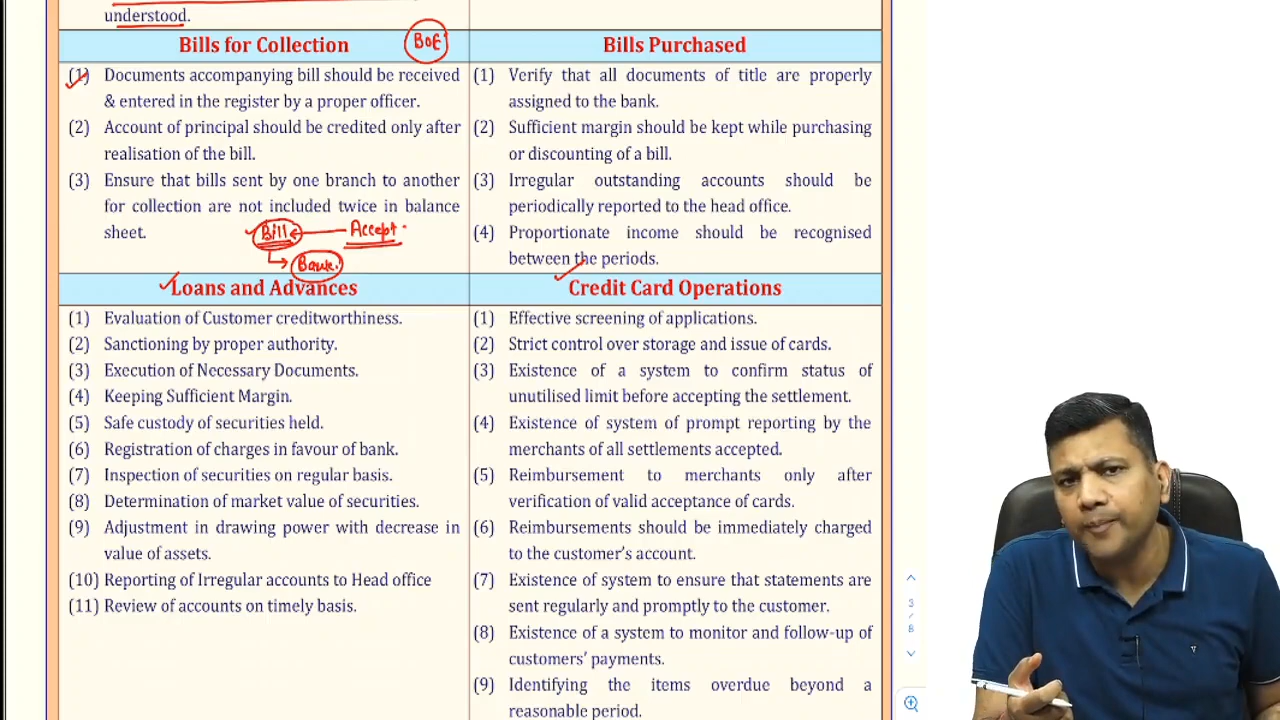 understood.
Bills for Collection
BOE
(1) Documents accompanying bill should be received
& entered in the register by a proper officer.
(2) Account of principal should be credited only after
realisation of the bill.
(3) Ensure that bills sent by one branch to another
for collection are not included twice in balance
sheet.
Bill
Accept
Bank
Bills Purchased
(1) Verify that all documents of title are properly
assigned to the bank.
(2) Sufficient margin should be kept while purchasing
or discounting of a bill.
(3) Irregular outstanding accounts should be
periodically reported to the head office.
(4) Proportionate income should be recognised
between the periods.
Loans and Advances
(1) Evaluation of Customer creditworthiness.
(2) Sanctioning by proper authority.
(3) Execution of Necessary Documents.
(4) Keeping Sufficient Margin.
(5) Safe custody of securities held.
(6) Registration of charges in favour of bank.
(7) Inspection of securities on regular basis.
(8) Determination of market value of securities.
(9) Adjustment in drawing power with decrease in
value of assets.
(10) Reporting of Irregular accounts to Head office
(11) Review of accounts on timely basis.
Credit Card Operations
(1) Effective screening of applications.
(2) Strict control over storage and issue of cards.
(3) Existence of a system to confirm status of
unutilised limit before accepting the settlement.
(4) Existence of system of prompt reporting by the
merchants of all settlements accepted.
(5) Reimbursement to merchants only after
verification of valid acceptance of cards.
(6) Reimbursements should be immediately charged
to the customer's account.
(7) Existence of system to ensure that statements are
sent regularly and promptly to the customer.
(8) Existence of a system to monitor and follow-up of
customers' payments.
(9) Identifying the items overdue beyond a
reasonable period.
3
/
8